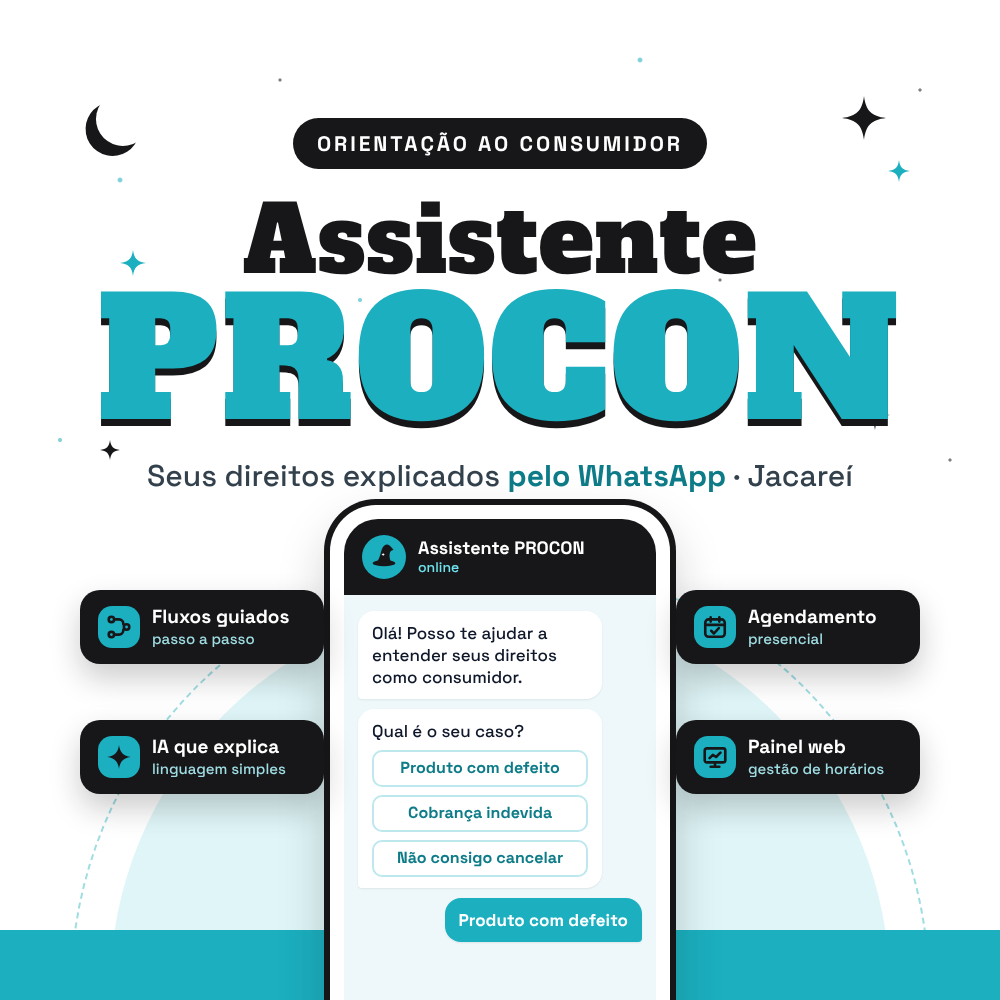 ORIENTAÇÃO AO CONSUMIDOR
Assistente
PROCON
Seus direitos explicados pelo WhatsApp · Jacareí
Assistente PROCON
online
Fluxos guiados
passo a passo
Agendamento
presencial
Olá! Posso te ajudar a
entender seus direitos
como consumidor.
IA que explica
linguagem simples
Painel web
gestão de horários
Qual é o seu caso?
Produto com defeito
Cobrança indevida
Não consigo cancelar
Produto com defeito